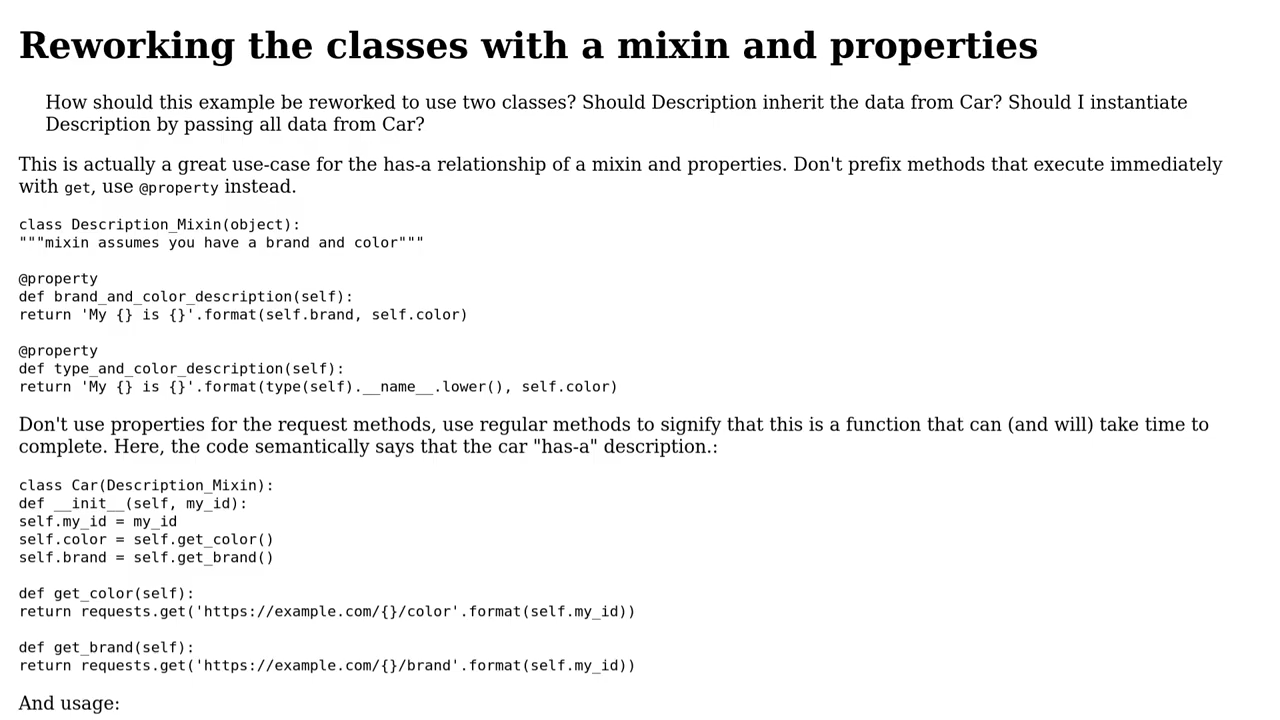 Reworking the classes with a mixin and properties
How should this example be reworked to use two classes? Should Description inherit the data from Car? Should I instantiate
Description by passing all data from Car?
This is actually a great use-case for the has-a relationship of a mixin and properties. Don't prefix methods that execute immediately
with get, use @property instead.
class Description_Mixin(object):
"""mixin assumes you have a brand and color"""
@property
def brand_and_color_description(self):
return 'My {} is {}'.format(self.brand, self.color)
@property
def type_and_color_description(self):
return 'My {} is {}'.format(type(self).__name__.lower(), self.color)
Don't use properties for the request methods, use regular methods to signify that this is a function that can (and will) take time to
complete. Here, the code semantically says that the car "has-a" description.:
class Car(Description_Mixin):
def __init__(self, my_id):
self.my_id = my_id
self.color = self.get_color()
self.brand = self.get_brand()
def get_color(self):
return requests.get('https://example.com/{}/color'.format(self.my_id))
def get_brand(self):
return requests.get('https://example.com/{}/brand'.format(self.my_id))
And usage: